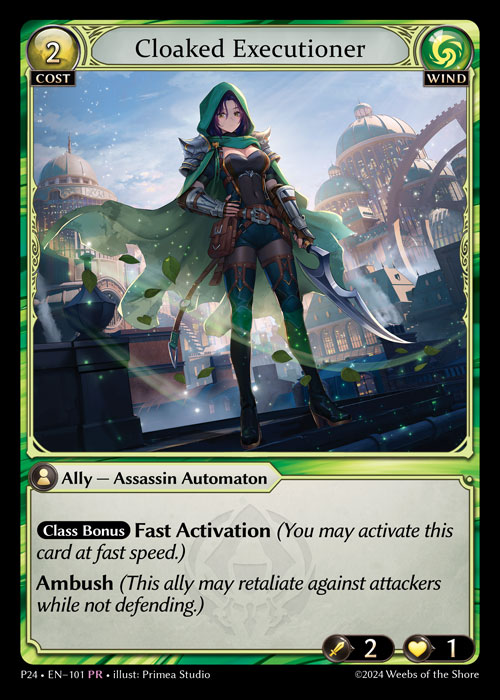 2
COST
Cloaked Executioner
WIND
Ally — Assassin Automaton
Class Bonus Fast Activation (You may activate this
card at fast speed.)
Ambush (This ally may retaliate against attackers
while not defending.)
2
1
P24 • EN–101 PR • illust: Primea Studio
©2024 Weebs of the Shore